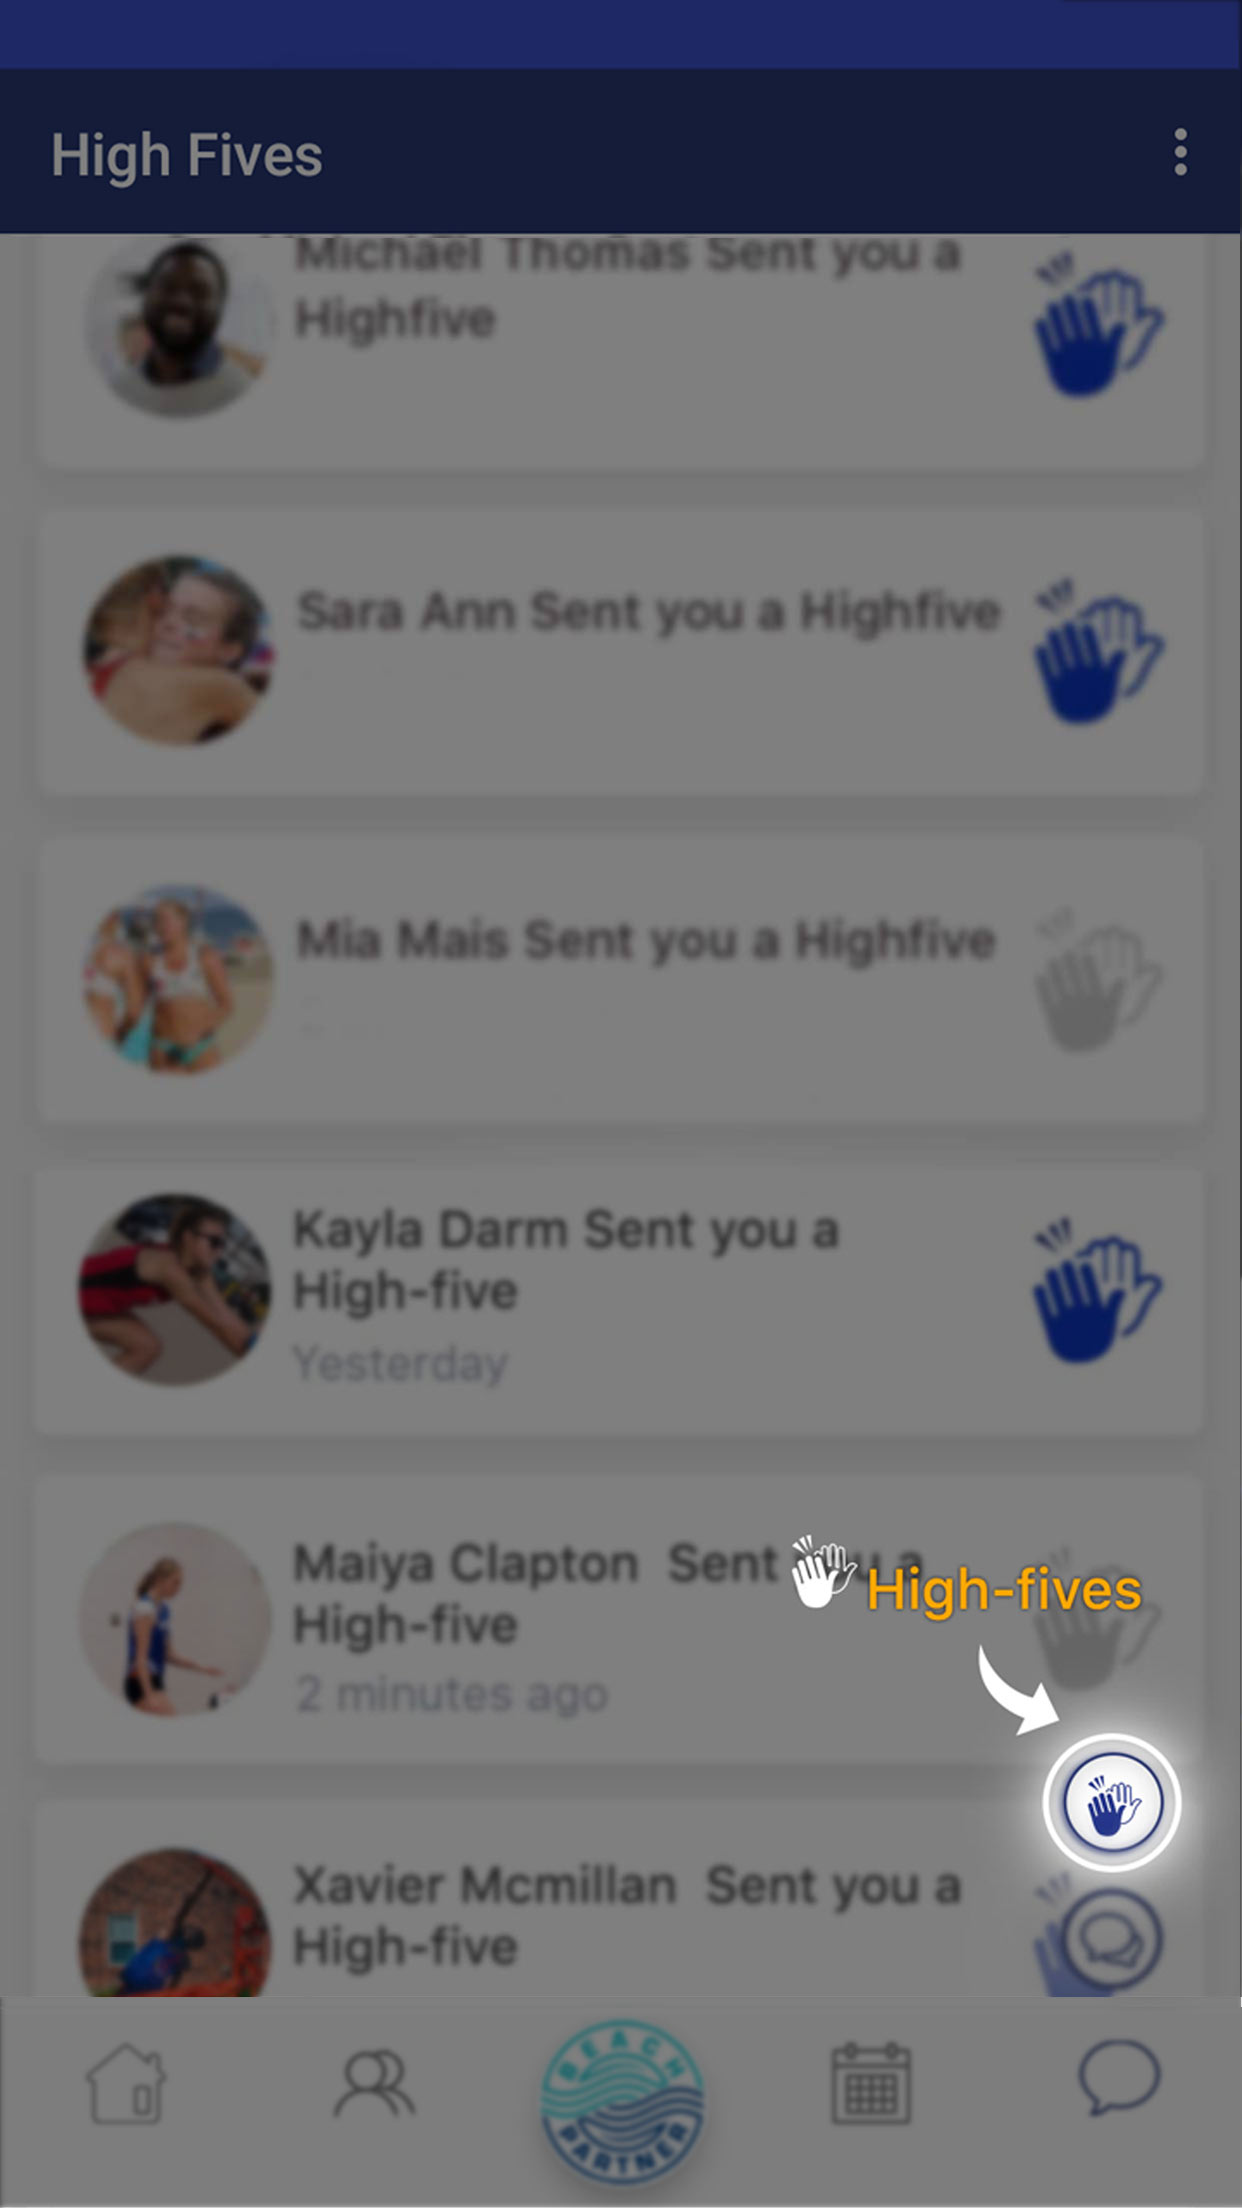 High Fives
Michael Thomas Sent you a
Highfive
Sara Ann Sent you a Highfive
Mia Mais Sent you a Highfive
Kayla Darm Sent you a
High-five
Yesterday
Maiya Clapton Sent you a
High-fives
High-five
2 minutes ago
Xavier Mcmillan Sent you a
High-five
BEACH
PARTNER